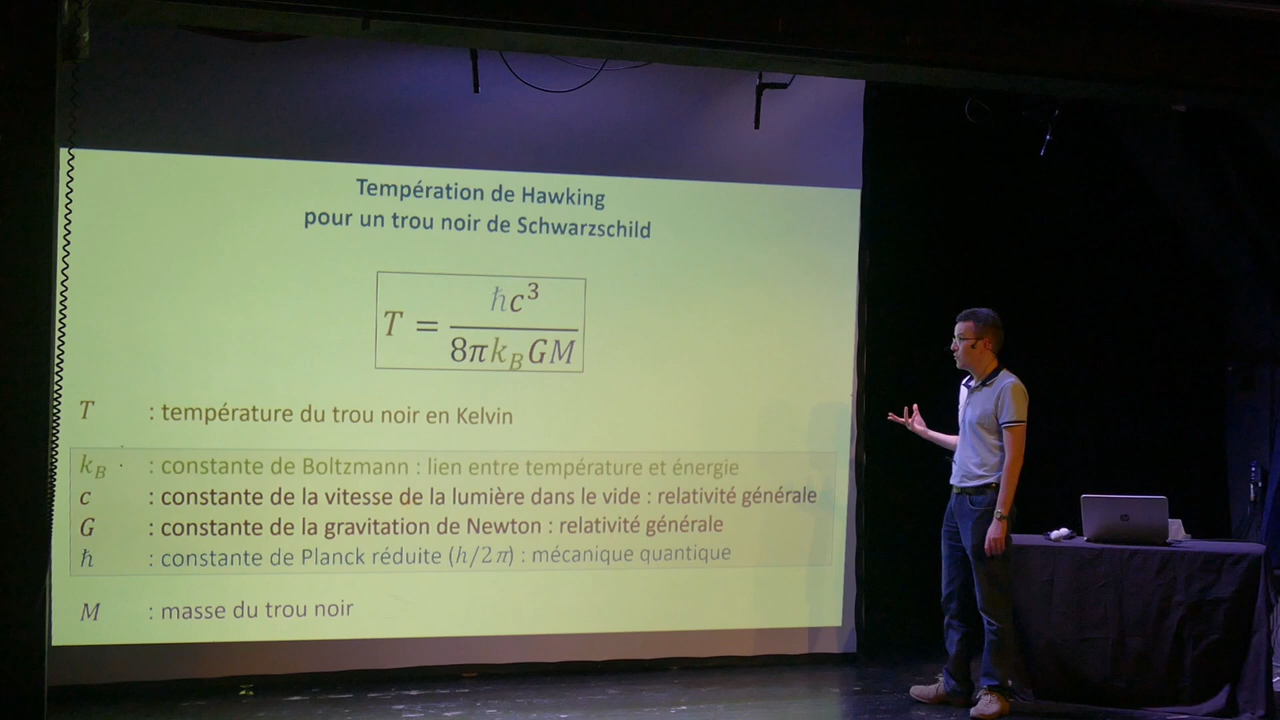 Températion de Hawking
pour un trou noir de Schwarzschild
T = ℏc³ / 8πk_BGM
T : température du trou noir en Kelvin
k_B : constante de Boltzmann : lien entre température et énergie
c : constante de la vitesse de la lumière dans le vide : relativité générale
G : constante de la gravitation de Newton : relativité générale
ℏ : constante de Planck réduite (h/2π) : mécanique quantique
M : masse du trou noir
hp